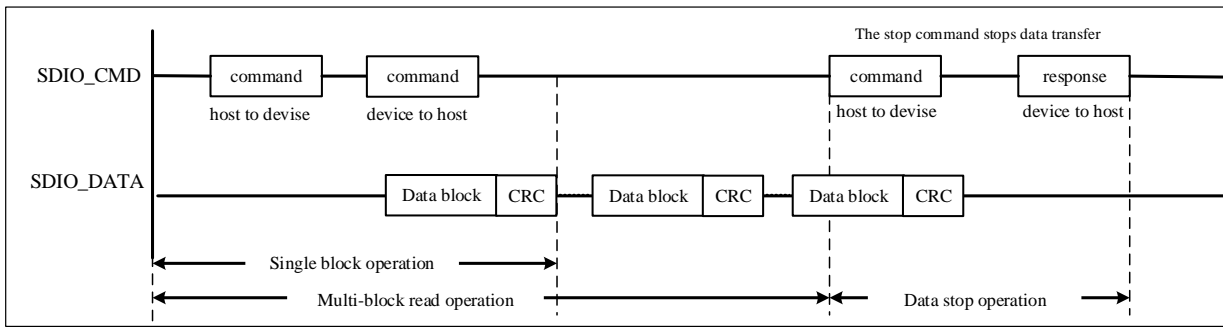 The stop command stops data transfer
SDIO_CMD
command
command
command
response
host to devise
device to host
host to devise
device to host
SDIO_DATA
Data block
CRC
Data block
CRC
Data block
CRC
Single block operation
Multi-block read operation
Data stop operation